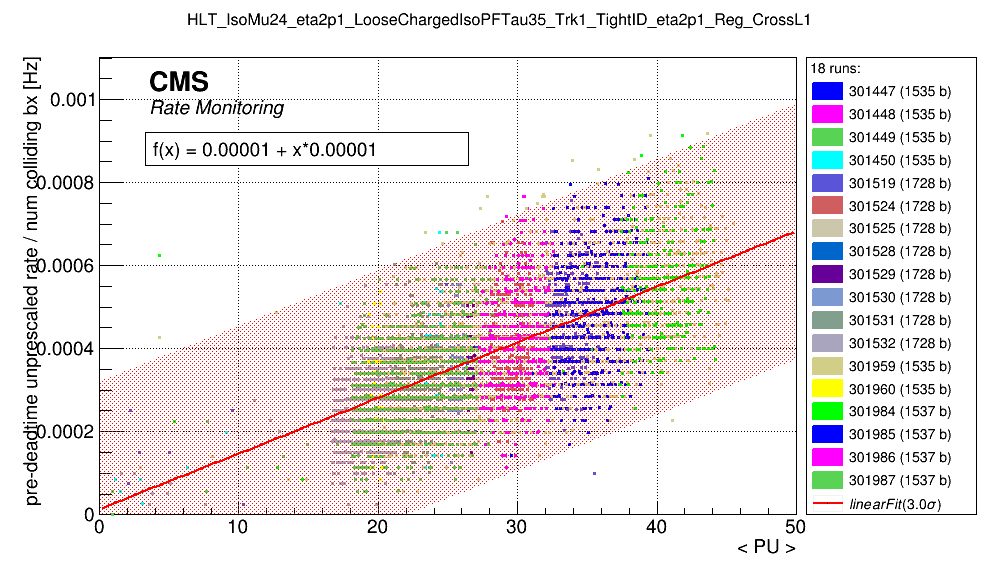 HLT_IsoMu24_eta2p1_LooseChargedIsoPFTau35_Trk1_TightID_eta2p1_Reg_CrossL1
pre-deadtime unprescaled rate / num colliding bx [Hz]
CMS
Rate Monitoring
f(x) = 0.00001 + x*0.00001
0.001
0.0008
0.0006
0.0004
0.0002
0
0 10 20 30 40 50
< PU >
18 runs:
301447 (1535 b)
301448 (1535 b)
301449 (1535 b)
301450 (1535 b)
301519 (1728 b)
301524 (1728 b)
301525 (1728 b)
301528 (1728 b)
301529 (1728 b)
301530 (1728 b)
301531 (1728 b)
301532 (1728 b)
301959 (1535 b)
301960 (1535 b)
301984 (1537 b)
301985 (1537 b)
301986 (1537 b)
301987 (1537 b)
linearFit(3.0σ)